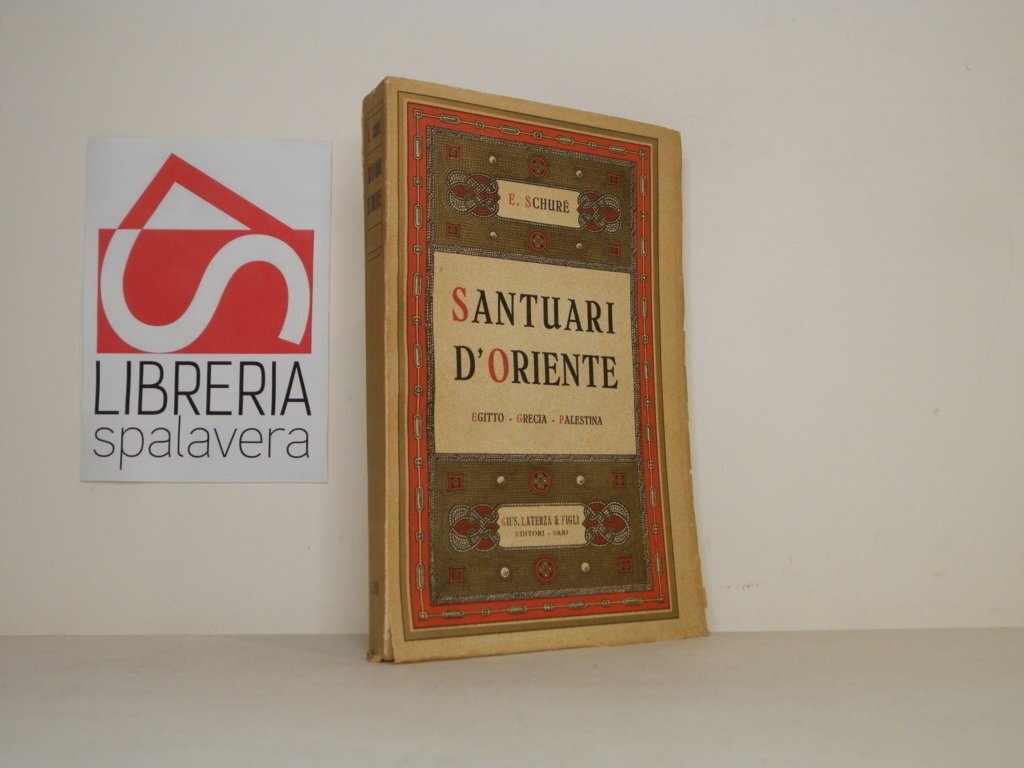 LIBRERIA
spalavera
E. SCHURÉ
SANTUARI
D'ORIENTE
EGITTO - GRECIA - PALESTINA
GIUS. LATERZA & FIGLI
EDITORI - BARI